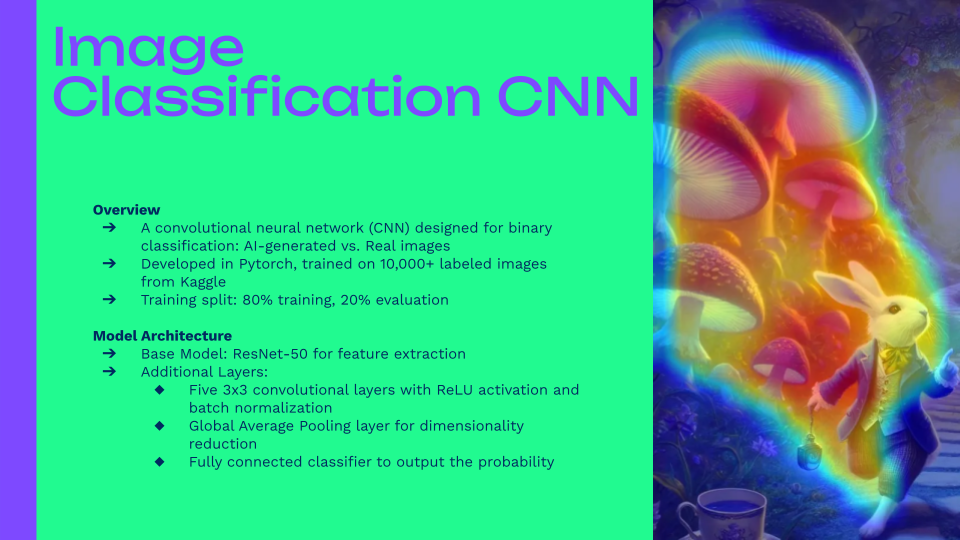 Image
Classification CNN
Overview
➔ A convolutional neural network (CNN) designed for binary
classification: AI-generated vs. Real images
➔ Developed in Pytorch, trained on 10,000+ labeled images
from Kaggle
➔ Training split: 80% training, 20% evaluation
Model Architecture
➔ Base Model: ResNet-50 for feature extraction
➔ Additional Layers:
◆ Five 3x3 convolutional layers with ReLU activation and
batch normalization
◆ Global Average Pooling layer for dimensionality
reduction
◆ Fully connected classifier to output the probability